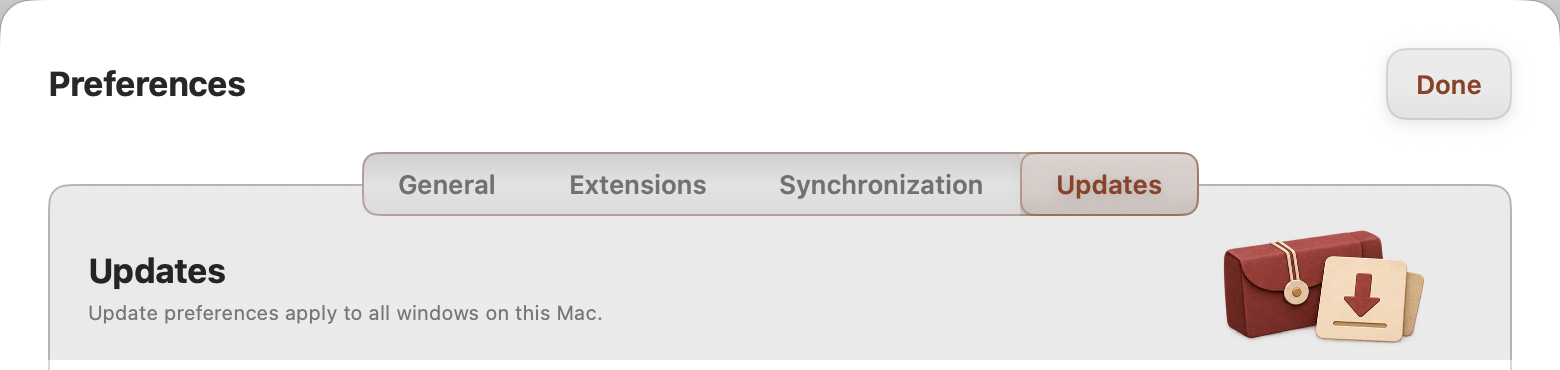 Preferences
Done
General
Extensions
Synchronization
Updates
Updates
Update preferences apply to all windows on this Mac.